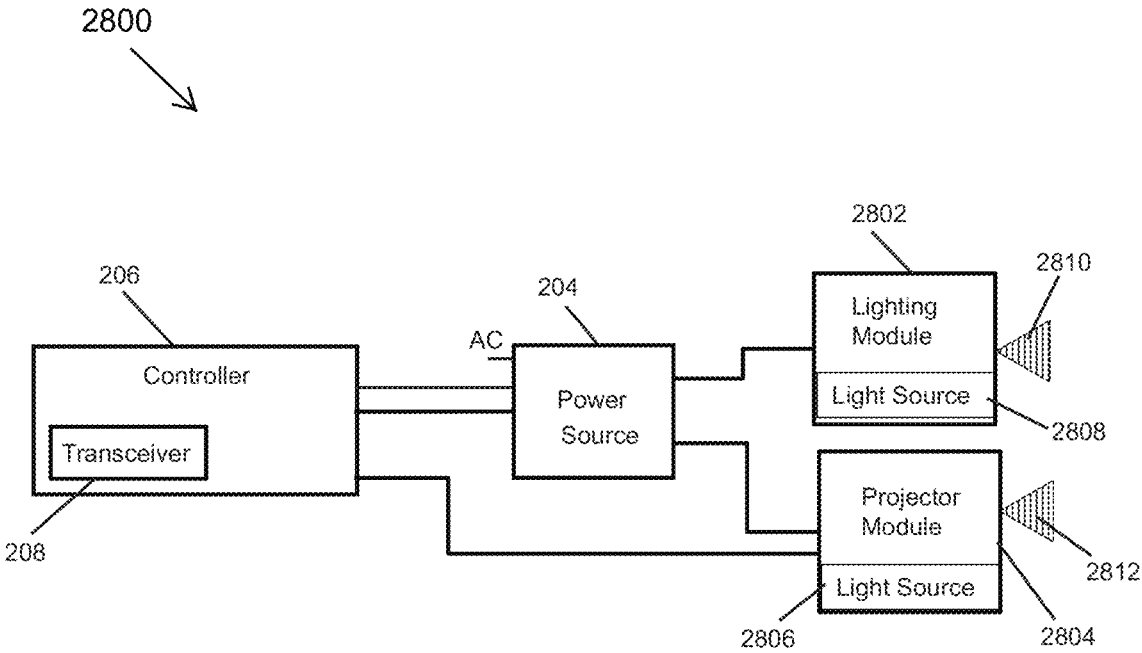 2800
2802
2810
206
204
Lighting
Module
AC
Controller
Light Source
Power
Source
2808
Transceiver
Projector
Module
208
2812
Light Source
2806
2804